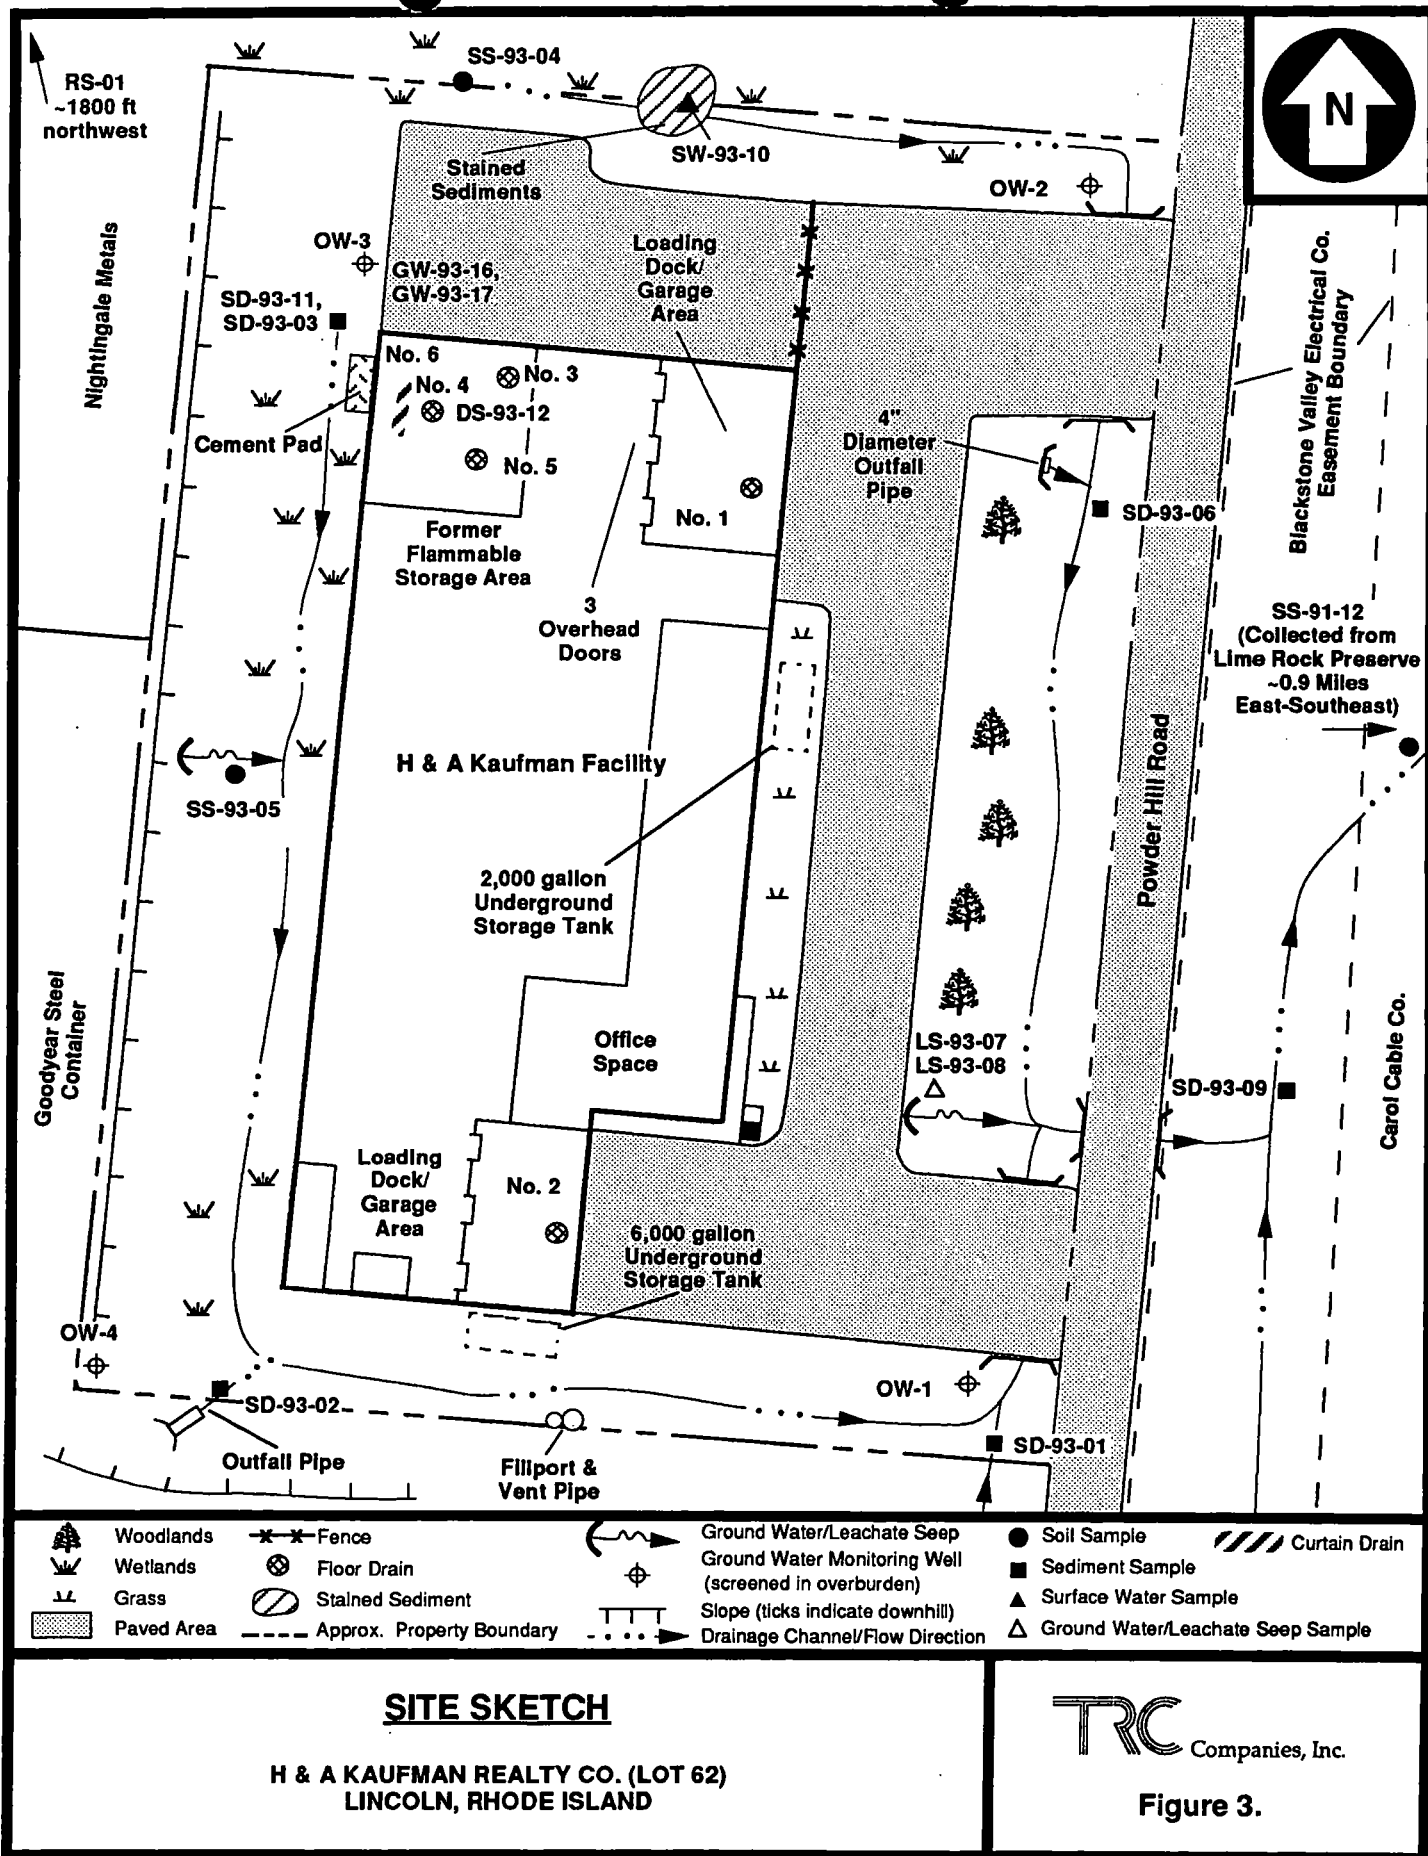 SS-93-04
RS-01
~1800 ft
northwest
N
SW-93-10
Stained
Sediments
OW-2
OW-3
GW-93-16,
GW-93-17
Loading
Dock/
Garage
Area
SD-93-11,
SD-93-03
Nightingale Metals
Blackstone Valley Electrical Co.
Easement Boundary
No. 6
No. 4
No. 3
DS-93-12
No. 5
Cement Pad
4"
Diameter
Outfall
Pipe
No. 1
SD-93-06
Former
Flammable
Storage Area
3
Overhead
Doors
SS-91-12
(Collected from
Lime Rock Preserve
~0.9 Miles
East-Southeast)
H & A Kaufman Facility
SS-93-05
Powder Hill Road
2,000 gallon
Underground
Storage Tank
Goodyear Steel
Container
Office
Space
LS-93-07
LS-93-08
SD-93-09
Carol Cable Co.
Loading
Dock/
Garage
Area
No. 2
6,000 gallon
Underground
Storage Tank
OW-4
OW-1
SD-93-02
SD-93-01
Outfall Pipe
Fillport &
Vent Pipe
Woodlands
Wetlands
Grass
Paved Area
Fence
Floor Drain
Stained Sediment
Approx. Property Boundary
Ground Water/Leachate Seep
Ground Water Monitoring Well
(screened in overburden)
Slope (ticks indicate downhill)
Drainage Channel/Flow Direction
Soil Sample
Sediment Sample
Surface Water Sample
Ground Water/Leachate Seep Sample
Curtain Drain
SITE SKETCH
H & A KAUFMAN REALTY CO. (LOT 62)
LINCOLN, RHODE ISLAND
TRC Companies, Inc.
Figure 3.